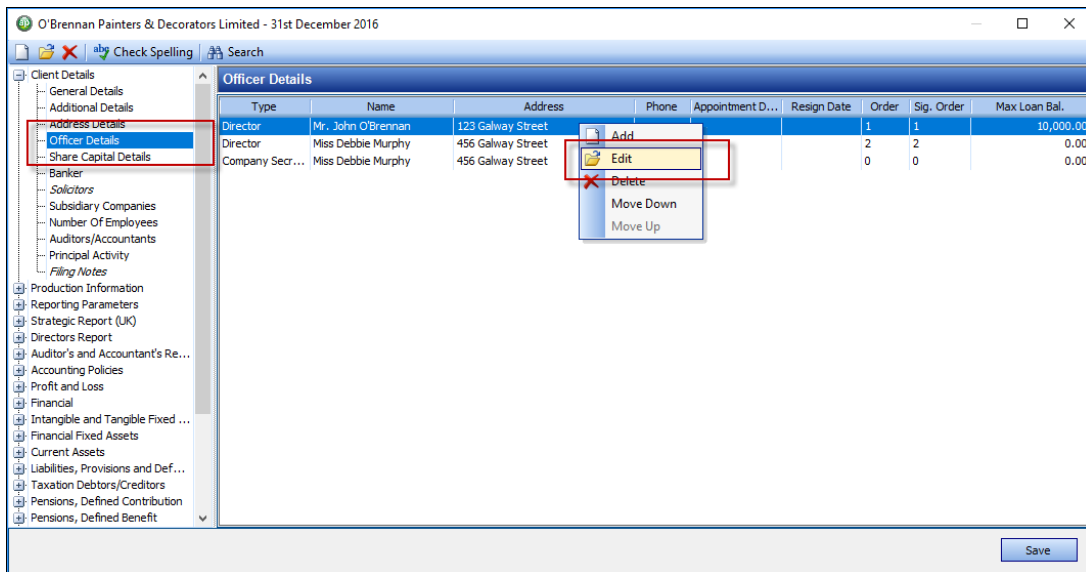 O'Brennan Painters & Decorators Limited - 31st December 2016
abc Check Spelling Search
Client Details
General Details
Additional Details
Address Details
Officer Details
Share Capital Details
Banker
Solicitors
Subsidiary Companies
Number Of Employees
Auditors/Accountants
Principal Activity
Filing Notes
Production Information
Reporting Parameters
Strategic Report (UK)
Directors Report
Auditor's and Accountant's Re...
Accounting Policies
Profit and Loss
Financial
Intangible and Tangible Fixed ...
Financial Fixed Assets
Current Assets
Liabilities, Provisions and Def...
Taxation Debtors/Creditors
Pensions, Defined Contribution
Pensions, Defined Benefit
Officer Details
Type Name Address Phone Appointment D... Resign Date Order Sig. Order Max Loan Bal.
Director Mr. John O'Brennan 123 Galway Street 1 1 10,000.00
Director Miss Debbie Murphy 456 Galway Street 2 2 0.00
Company Secr... Miss Debbie Murphy 456 Galway Street 0 0 0.00
Add
Edit
Delete
Move Down
Move Up
Save